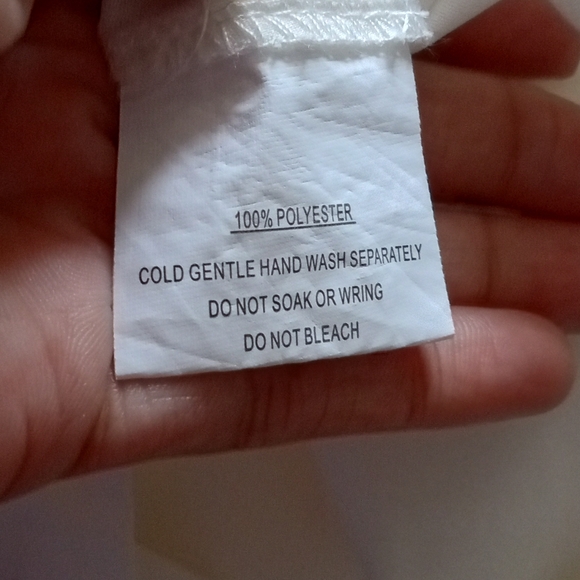 100% POLYESTER
COLD GENTLE HAND WASH SEPARATELY
DO NOT SOAK OR WRING
DO NOT BLEACH